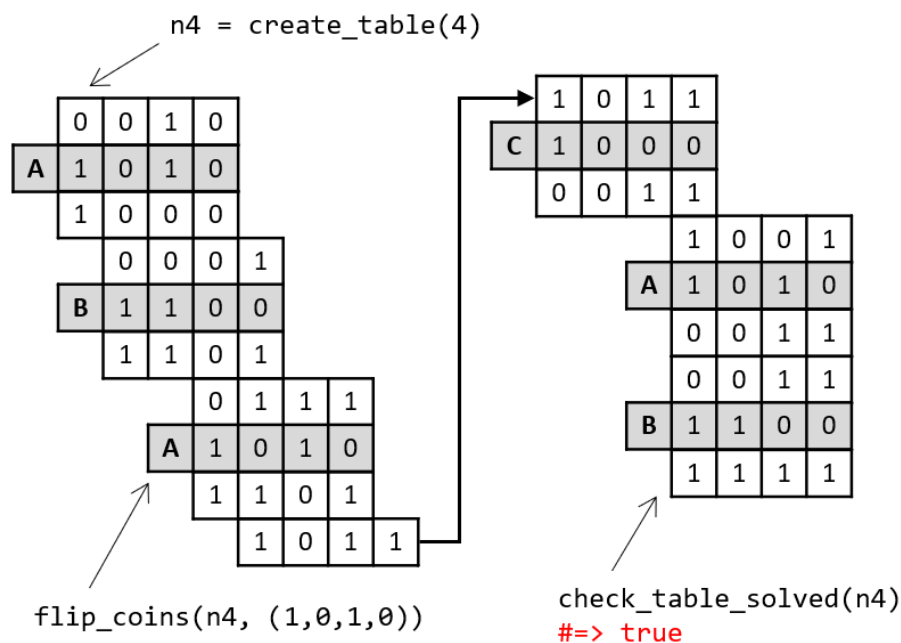 n4 = create_table(4)
0 0 1 0
A 1 0 1 0
1 0 0 0
0 0 0 1
B 1 1 0 0
1 1 0 1
0 1 1 1
A 1 0 1 0
1 1 0 1
1 0 1 1
flip_coins(n4, (1,0,1,0))
1 0 1 1
C 1 0 0 0
0 0 1 1
1 0 0 1
A 1 0 1 0
0 0 1 1
0 0 1 1
B 1 1 0 0
1 1 1 1
check_table_solved(n4)
#=> true